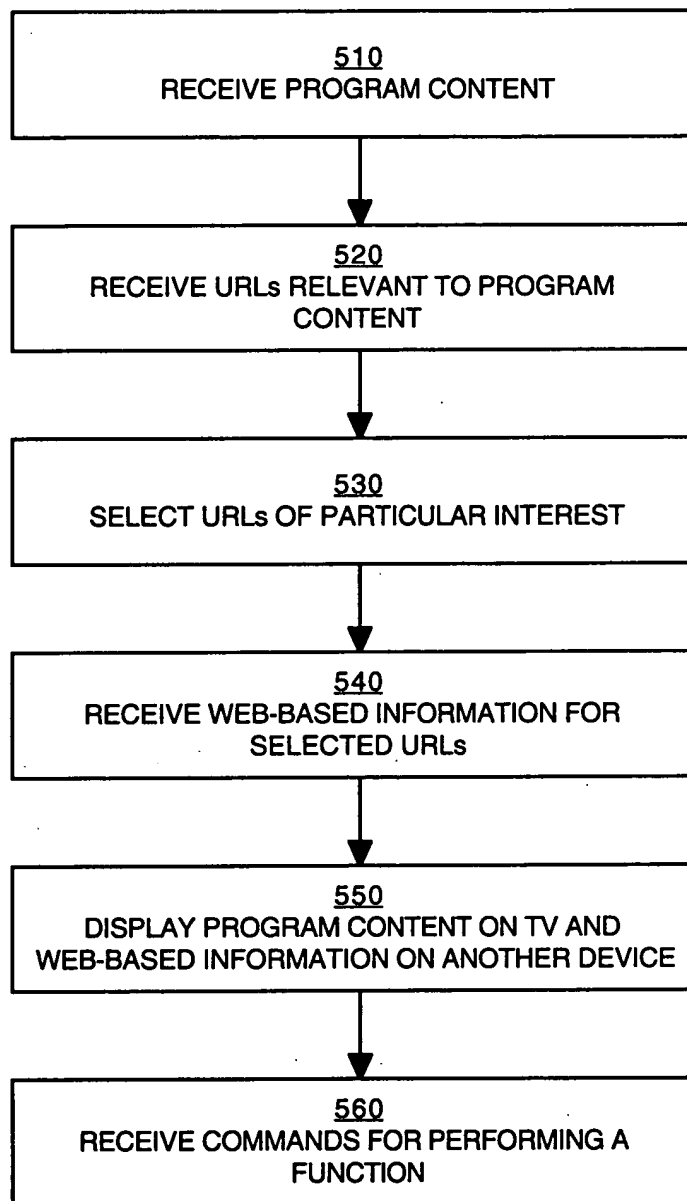 510
RECEIVE PROGRAM CONTENT
520
RECEIVE URLs RELEVANT TO PROGRAM
CONTENT
530
SELECT URLs OF PARTICULAR INTEREST
540
RECEIVE WEB-BASED INFORMATION FOR
SELECTED URLs
550
DISPLAY PROGRAM CONTENT ON TV AND
WEB-BASED INFORMATION ON ANOTHER DEVICE
560
RECEIVE COMMANDS FOR PERFORMING A
FUNCTION